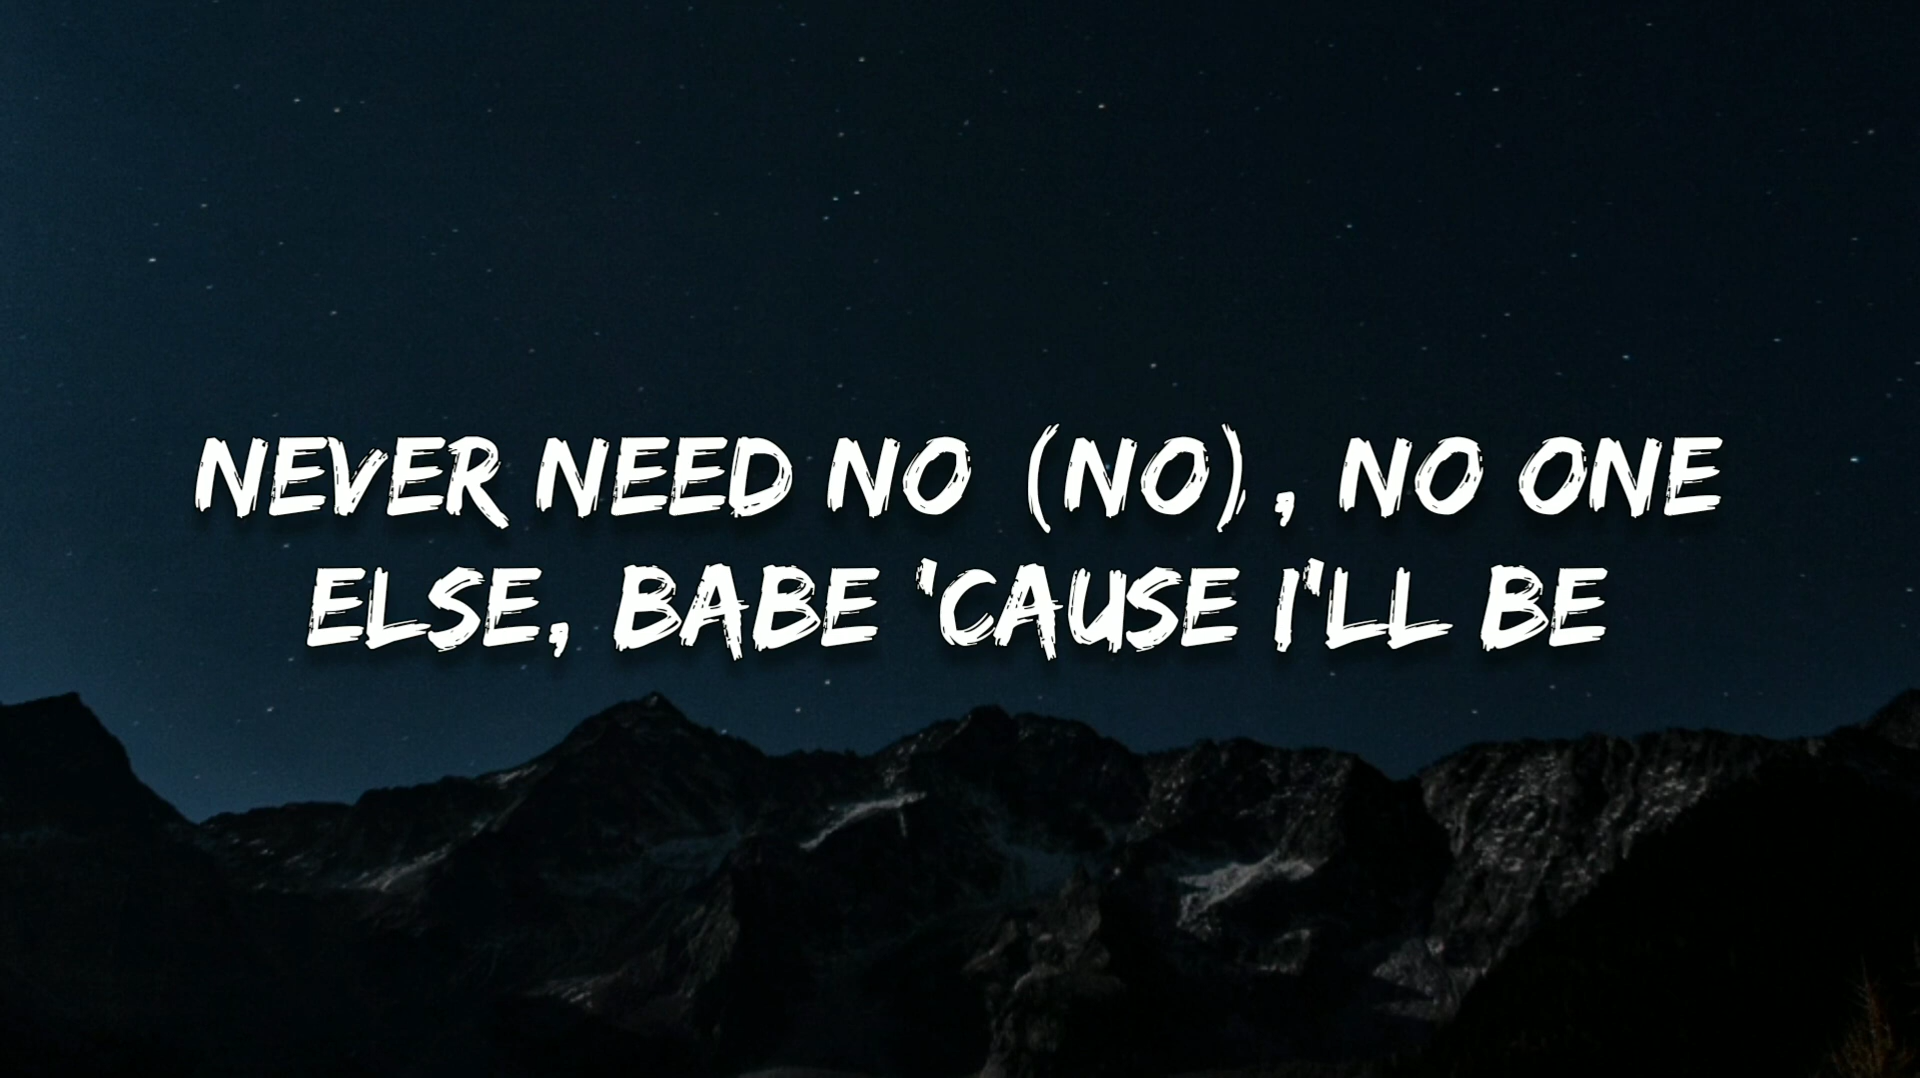 NEVER NEED NO (NO), NO ONE
ELSE, BABE 'CAUSE I'LL BE